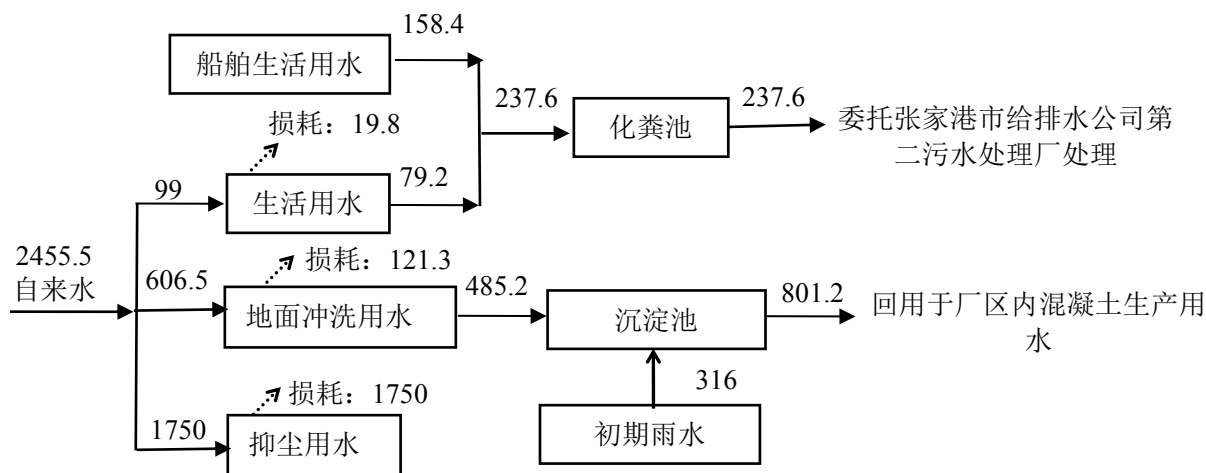 158.4
船舶生活用水
237.6
化粪池
237.6
委托张家港市给排水公司第
二污水处理厂处理
损耗：19.8
99
生活用水
79.2
2455.5
自来水
606.5
损耗：121.3
地面冲洗用水
485.2
沉淀池
801.2
回用于厂区内混凝土生产用
水
316
初期雨水
损耗：1750
1750
抑尘用水